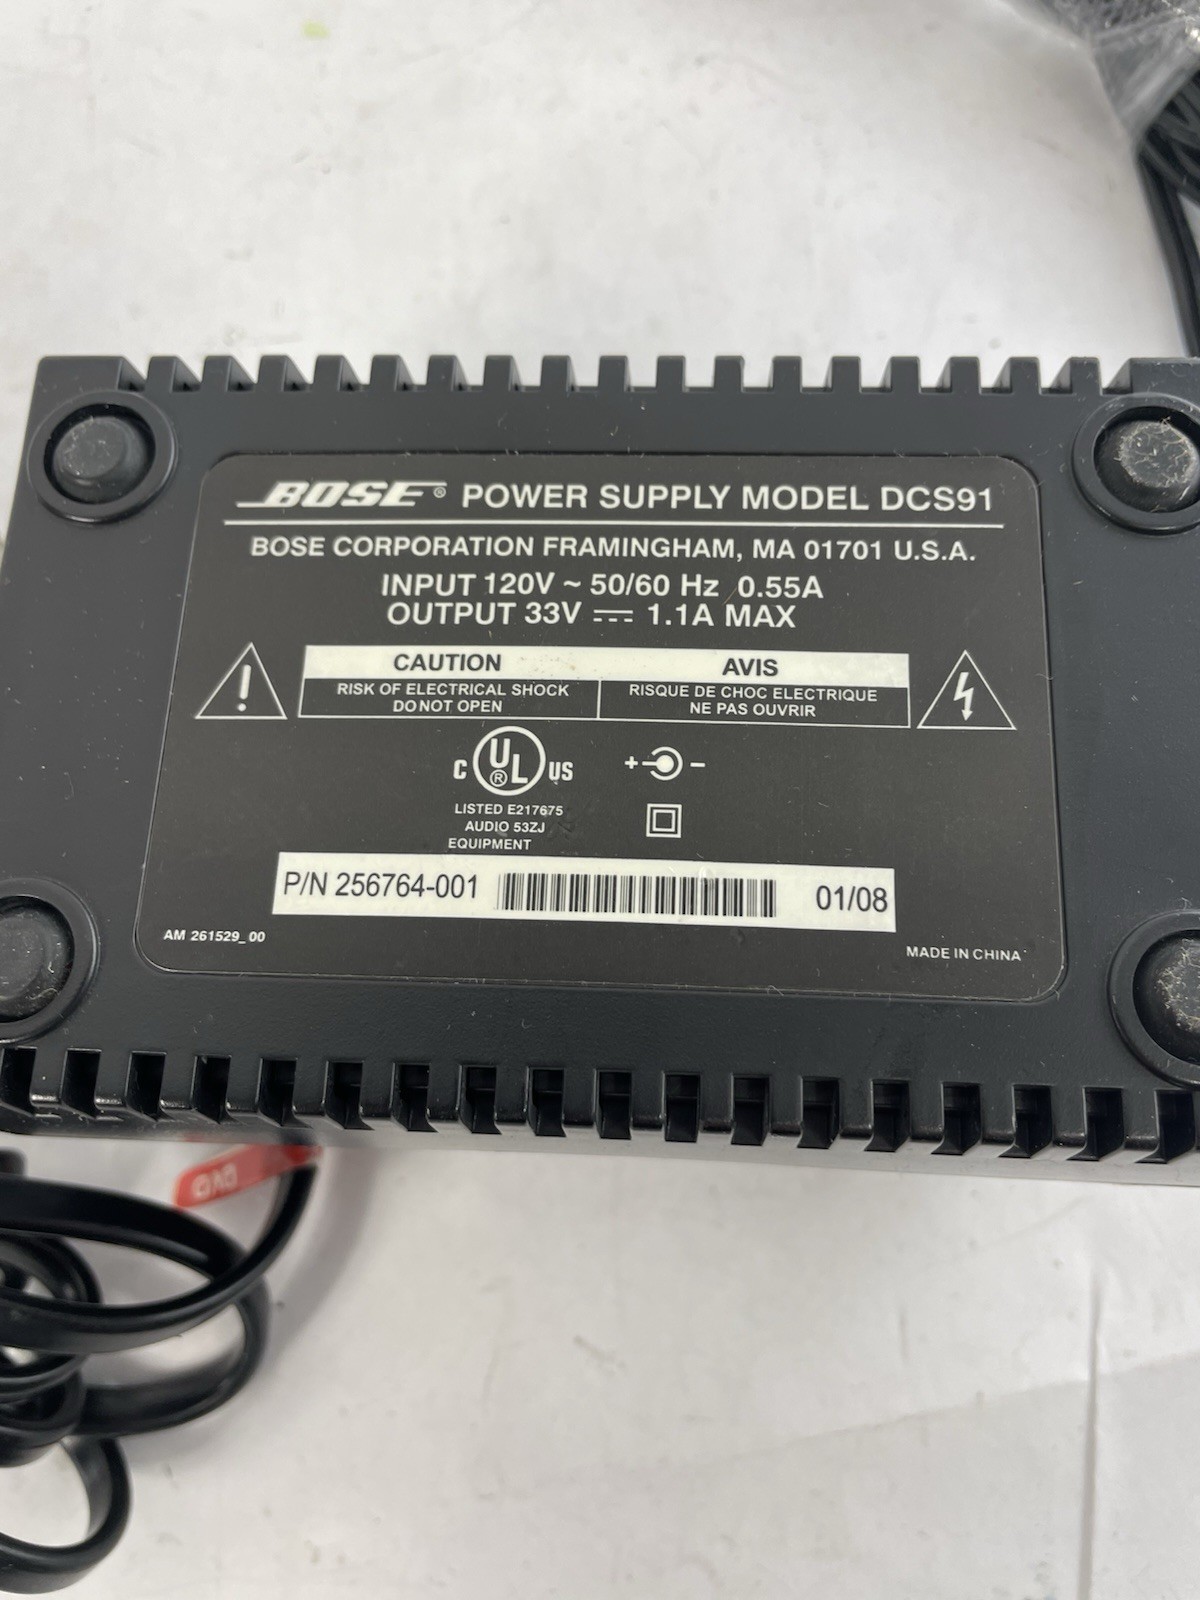 BOSE® POWER SUPPLY MODEL DCS91
BOSE CORPORATION FRAMINGHAM, MA 01701 U.S.A.
INPUT 120V ~ 50/60 Hz 0.55A
OUTPUT 33V ⎓ 1.1A MAX
CAUTION
RISK OF ELECTRICAL SHOCK
DO NOT OPEN
AVIS
RISQUE DE CHOC ELECTRIQUE
NE PAS OUVRIR
C UL® US
LISTED E217675
AUDIO 53ZJ
EQUIPMENT
+ −
P/N 256764-001 01/08
AM 261529_00
MADE IN CHINA
DVD